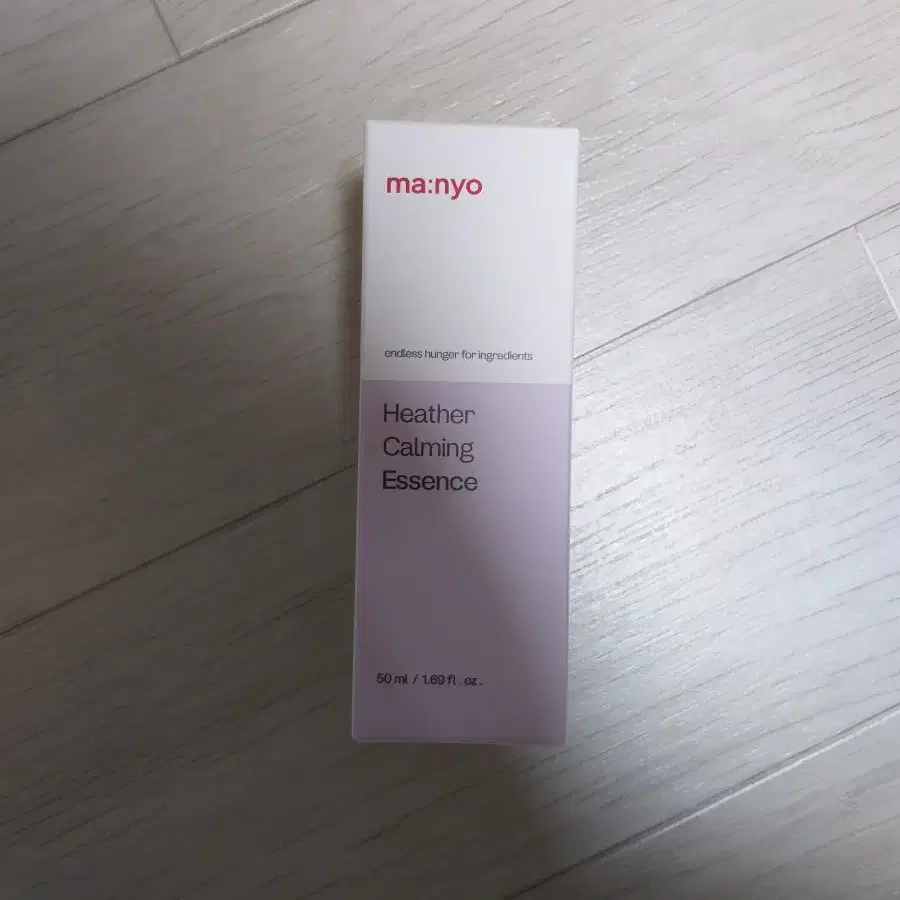 ma:nyo
endless hunger for ingredients
Heather
Calming
Essence
50 ml / 1.69 fl. oz.